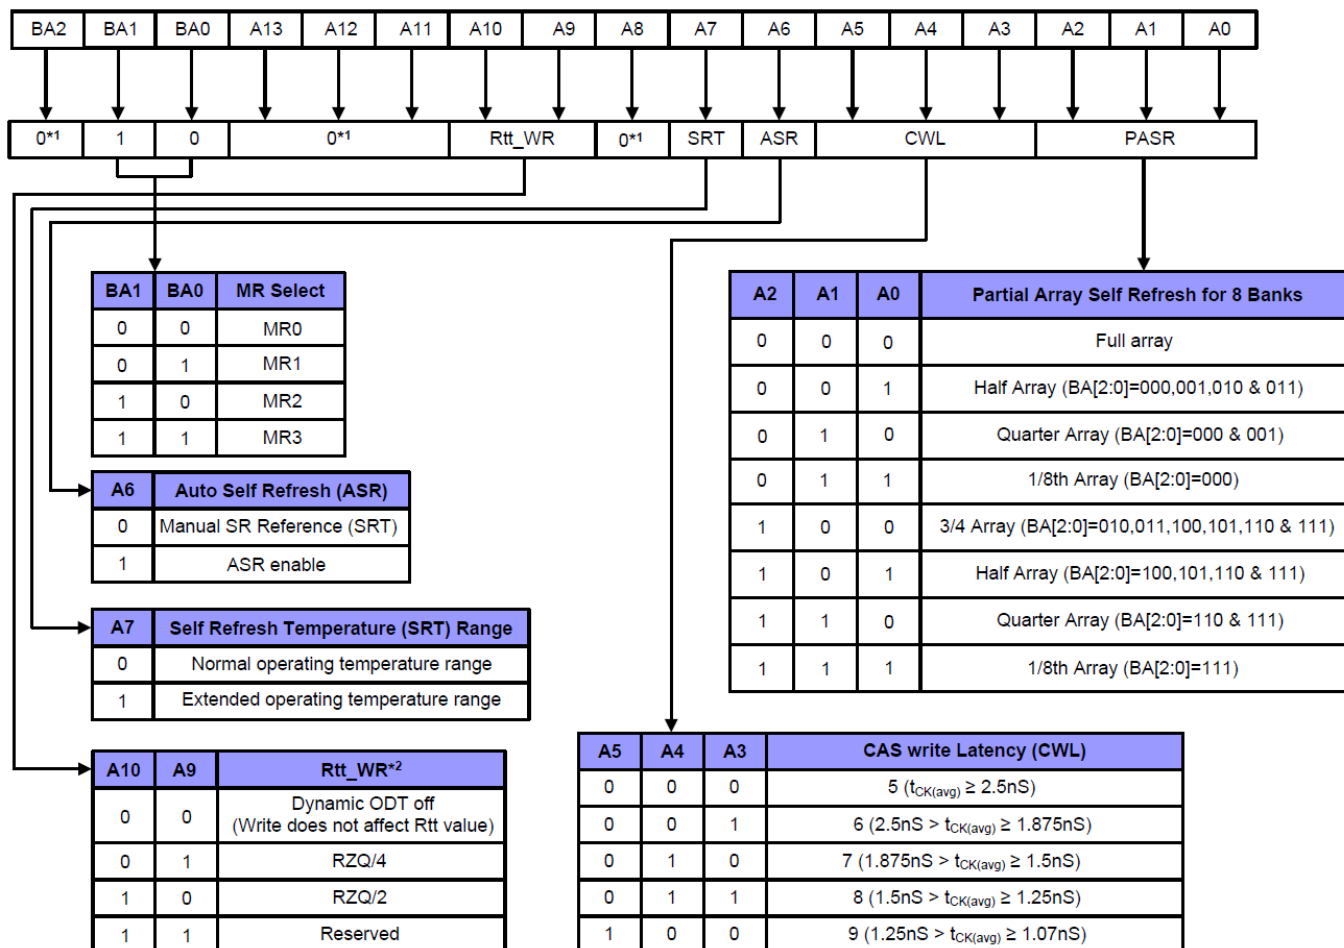 BA2 BA1 BA0 A13 A12 A11 A10 A9 A8 A7 A6 A5 A4 A3 A2 A1 A0
0*1 1 0 0*1 Rtt_WR 0*1 SRT ASR CWL PASR
BA1 BA0 MR Select
0 0 MR0
0 1 MR1
1 0 MR2
1 1 MR3
A6 Auto Self Refresh (ASR)
0 Manual SR Reference (SRT)
1 ASR enable
A7 Self Refresh Temperature (SRT) Range
0 Normal operating temperature range
1 Extended operating temperature range
A10 A9 Rtt_WR*2
0 0 Dynamic ODT off
(Write does not affect Rtt value)
0 1 RZQ/4
1 0 RZQ/2
1 1 Reserved
A2 A1 A0 Partial Array Self Refresh for 8 Banks
0 0 0 Full array
0 0 1 Half Array (BA[2:0]=000,001,010 & 011)
0 1 0 Quarter Array (BA[2:0]=000 & 001)
0 1 1 1/8th Array (BA[2:0]=000)
1 0 0 3/4 Array (BA[2:0]=010,011,100,101,110 & 111)
1 0 1 Half Array (BA[2:0]=100,101,110 & 111)
1 1 0 Quarter Array (BA[2:0]=110 & 111)
1 1 1 1/8th Array (BA[2:0]=111)
A5 A4 A3 CAS write Latency (CWL)
0 0 0 5 (tCK(avg) ≥ 2.5nS)
0 0 1 6 (2.5nS > tCK(avg) ≥ 1.875nS)
0 1 0 7 (1.875nS > tCK(avg) ≥ 1.5nS)
0 1 1 8 (1.5nS > tCK(avg) ≥ 1.25nS)
1 0 0 9 (1.25nS > tCK(avg) ≥ 1.07nS)